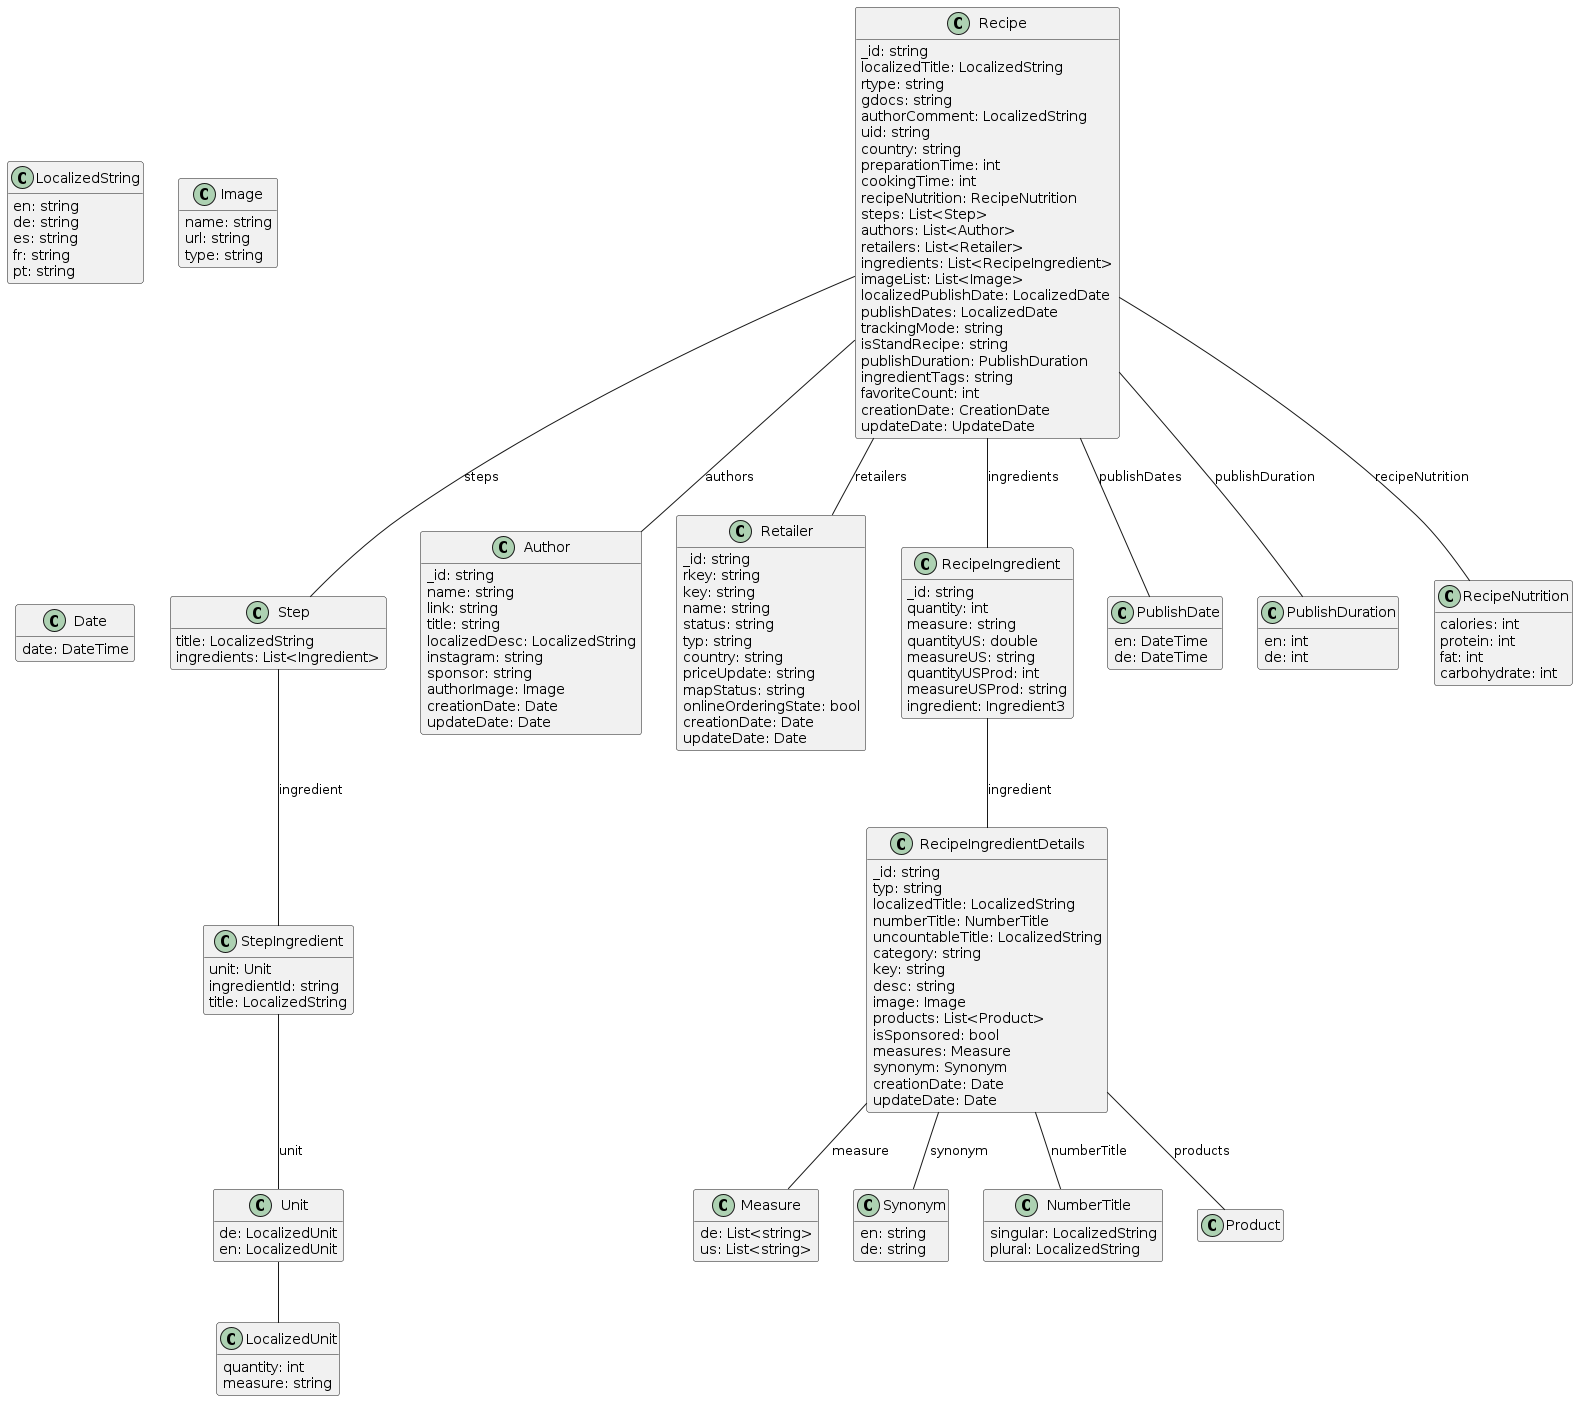 C Recipe
_id: string
localizedTitle: LocalizedString
rtype: string
gdocs: string
authorComment: LocalizedString
uid: string
country: string
preparationTime: int
cookingTime: int
recipeNutrition: RecipeNutrition
steps: List<Step>
authors: List<Author>
retailers: List<Retailer>
ingredients: List<RecipeIngredient>
imageList: List<Image>
localizedPublishDate: LocalizedDate
publishDates: LocalizedDate
trackingMode: string
isStandRecipe: string
publishDuration: PublishDuration
ingredientTags: string
favoriteCount: int
creationDate: CreationDate
updateDate: UpdateDate
C LocalizedString
en: string
de: string
es: string
fr: string
pt: string
C Image
name: string
url: string
type: string
steps
authors
retailers
ingredients
publishDates
publishDuration
recipeNutrition
C Date
date: DateTime
C Step
title: LocalizedString
ingredients: List<Ingredient>
C Author
_id: string
name: string
link: string
title: string
localizedDesc: LocalizedString
instagram: string
sponsor: string
authorImage: Image
creationDate: Date
updateDate: Date
C Retailer
_id: string
rkey: string
key: string
name: string
status: string
typ: string
country: string
priceUpdate: string
mapStatus: string
onlineOrderingState: bool
creationDate: Date
updateDate: Date
C RecipeIngredient
_id: string
quantity: int
measure: string
quantityUS: double
measureUS: string
quantityUSProd: int
measureUSProd: string
ingredient: Ingredient3
C PublishDate
en: DateTime
de: DateTime
C PublishDuration
en: int
de: int
C RecipeNutrition
calories: int
protein: int
fat: int
carbohydrate: int
ingredient
ingredient
C StepIngredient
unit: Unit
ingredientId: string
title: LocalizedString
C RecipeIngredientDetails
_id: string
typ: string
localizedTitle: LocalizedString
numberTitle: NumberTitle
uncountableTitle: LocalizedString
category: string
key: string
desc: string
image: Image
products: List<Product>
isSponsored: bool
measures: Measure
synonym: Synonym
creationDate: Date
updateDate: Date
unit
measure
synonym
numberTitle
products
C Unit
de: LocalizedUnit
en: LocalizedUnit
C Measure
de: List<string>
us: List<string>
C Synonym
en: string
de: string
C NumberTitle
singular: LocalizedString
plural: LocalizedString
C Product
C LocalizedUnit
quantity: int
measure: string